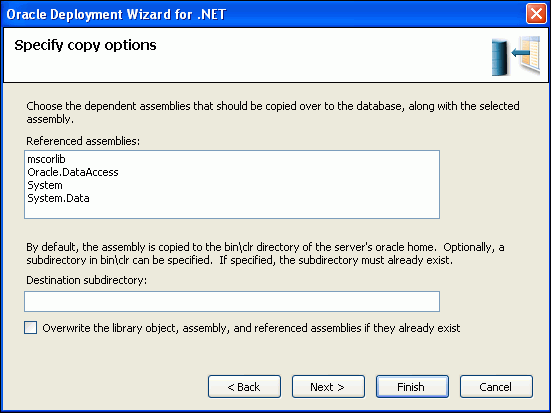 Oracle Deployment Wizard for .NET
Specify copy options
Choose the dependent assemblies that should be copied over to the database, along with the selected
assembly.
Referenced assemblies:
mscorlib
Oracle.DataAccess
System
System.Data
By default, the assembly is copied to the bin\clr directory of the server's oracle home.  Optionally, a
subdirectory in bin\clr can be specified.  If specified, the subdirectory must already exist.
Destination subdirectory:
Overwrite the library object, assembly, and referenced assemblies if they already exist
< Back
Next >
Finish
Cancel